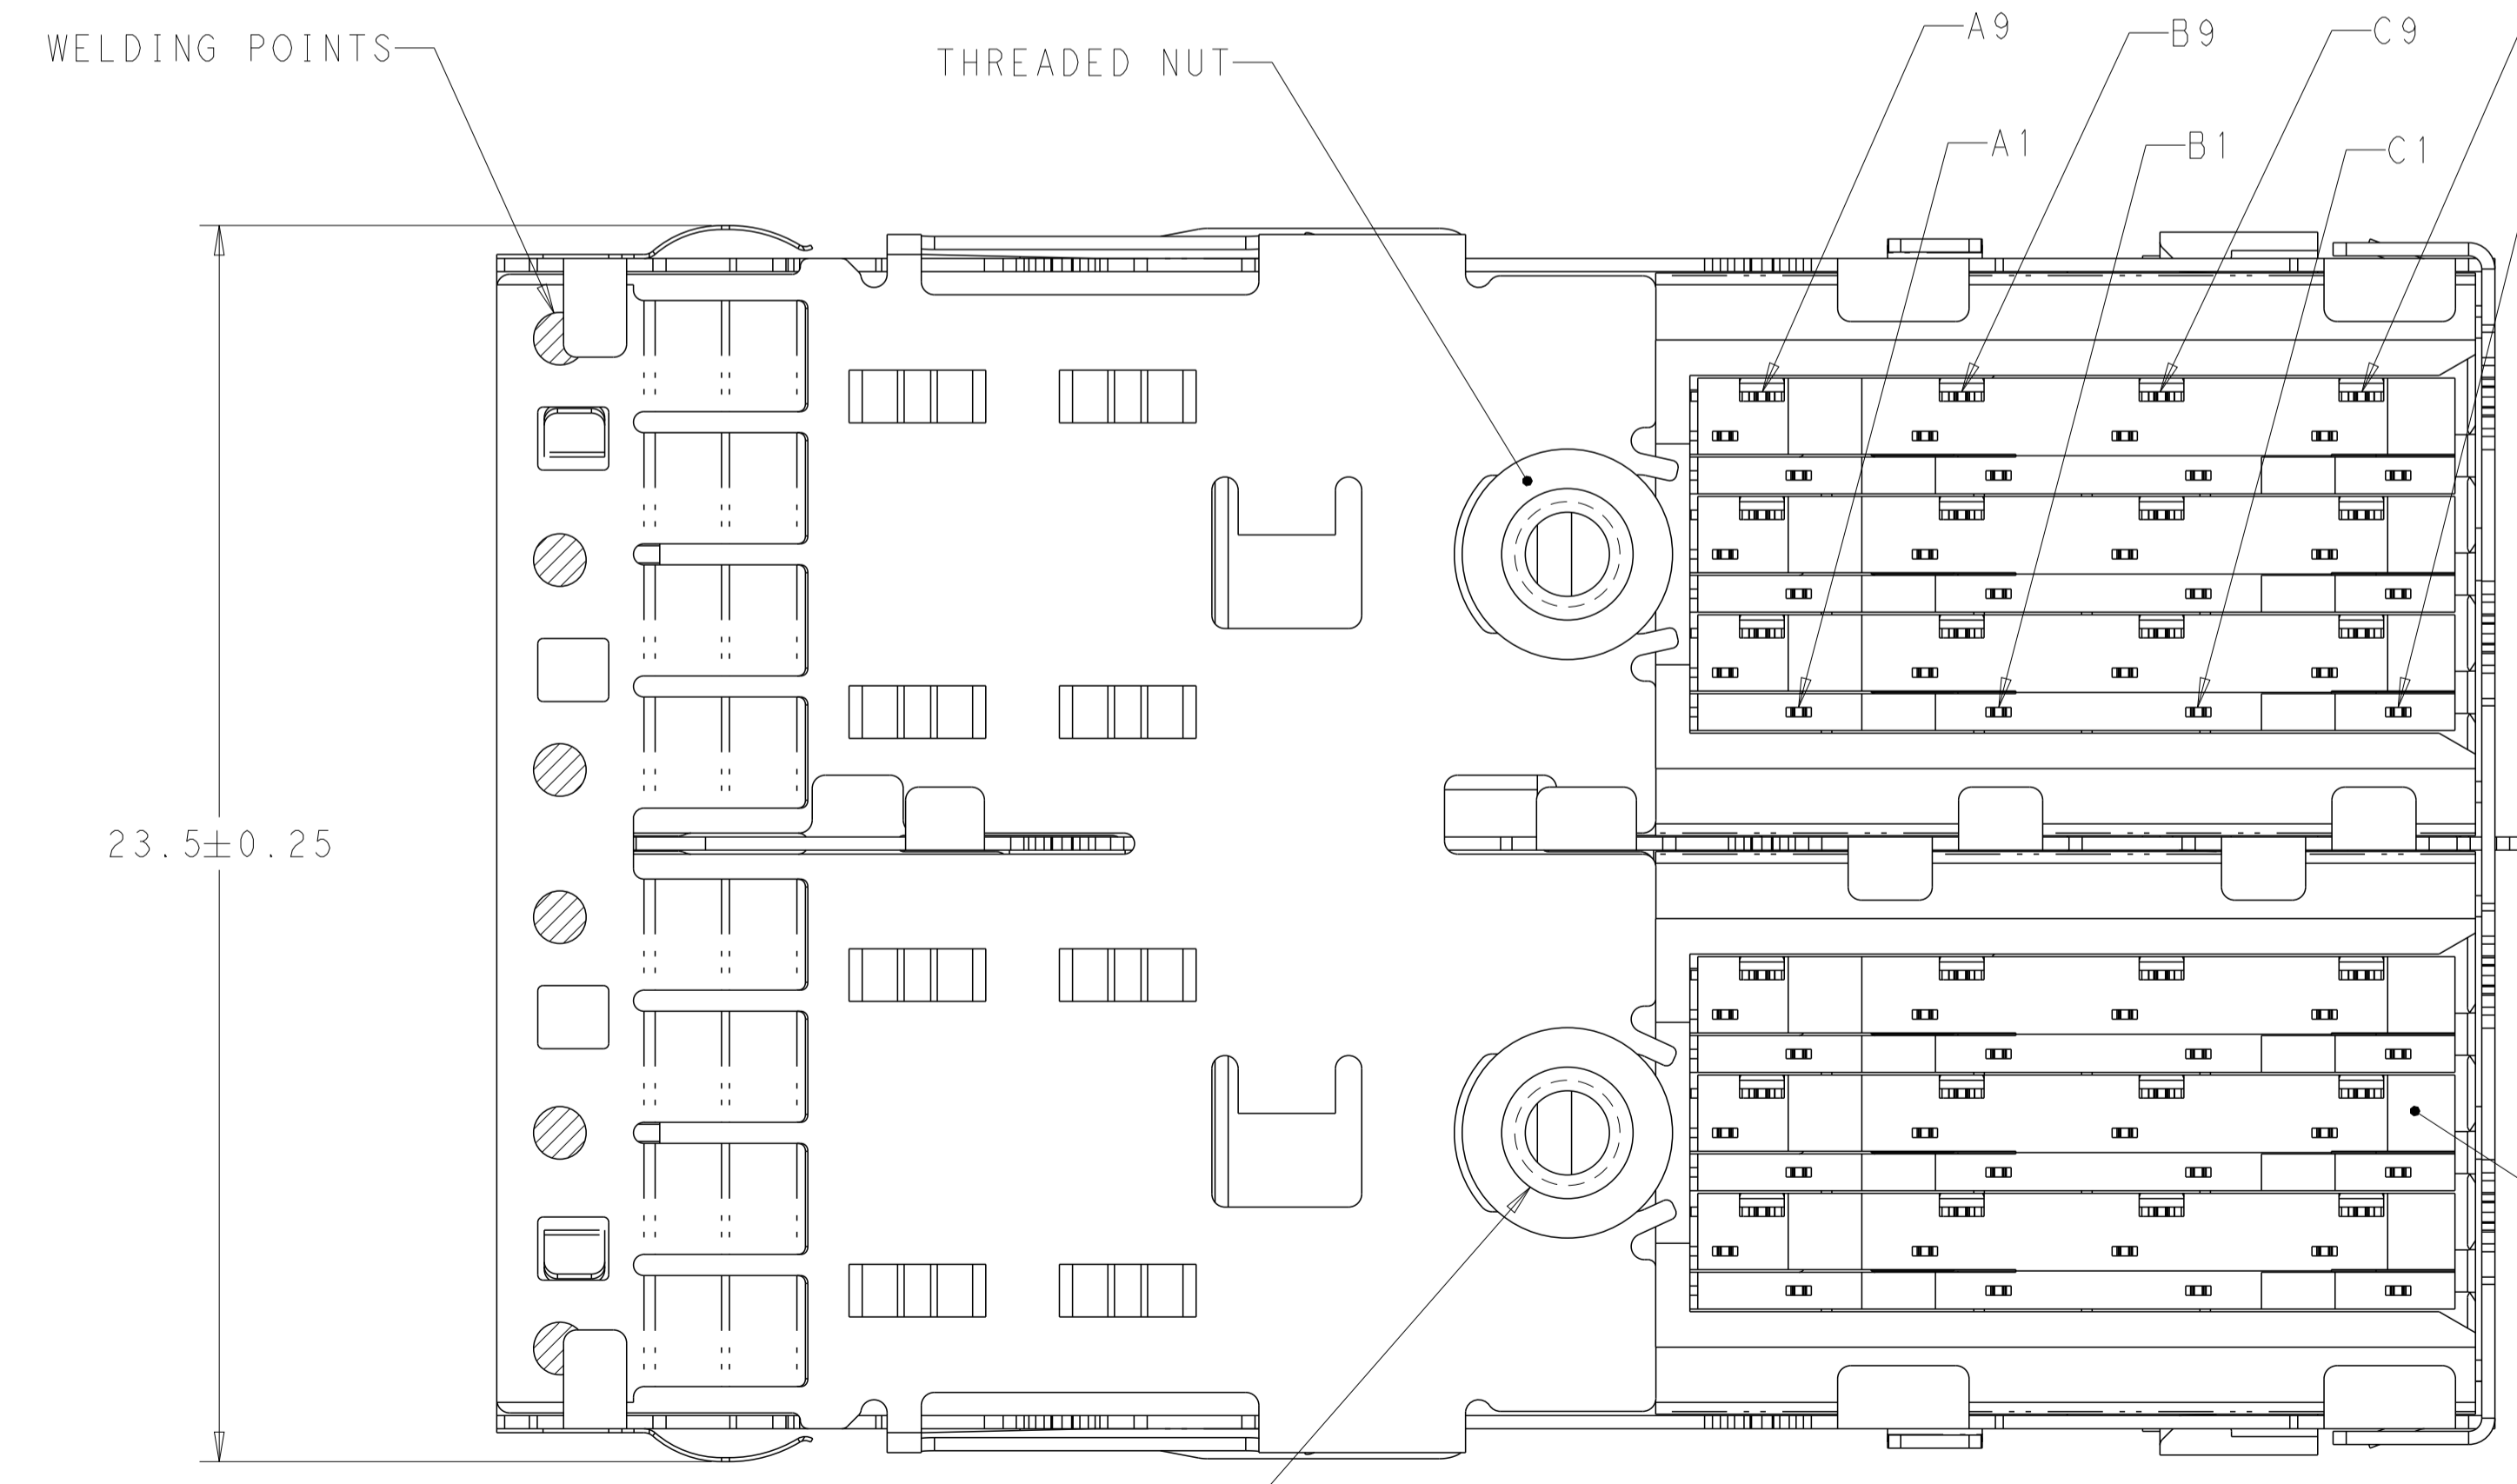 WELDING POINTS
THREADED NUT
A9
B9
C9
A1
B1
C1
23.5±0.25